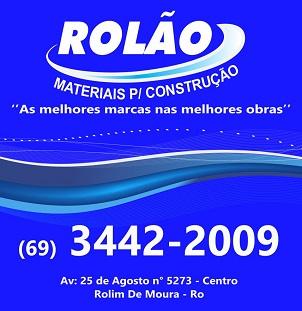 ROLÃO
MATERIAIS P/ CONSTRUÇÃO
"As melhores marcas nas melhores obras"
(69) 3442-2009
Av: 25 de Agosto n° 5273 - Centro
Rolim De Moura - Ro